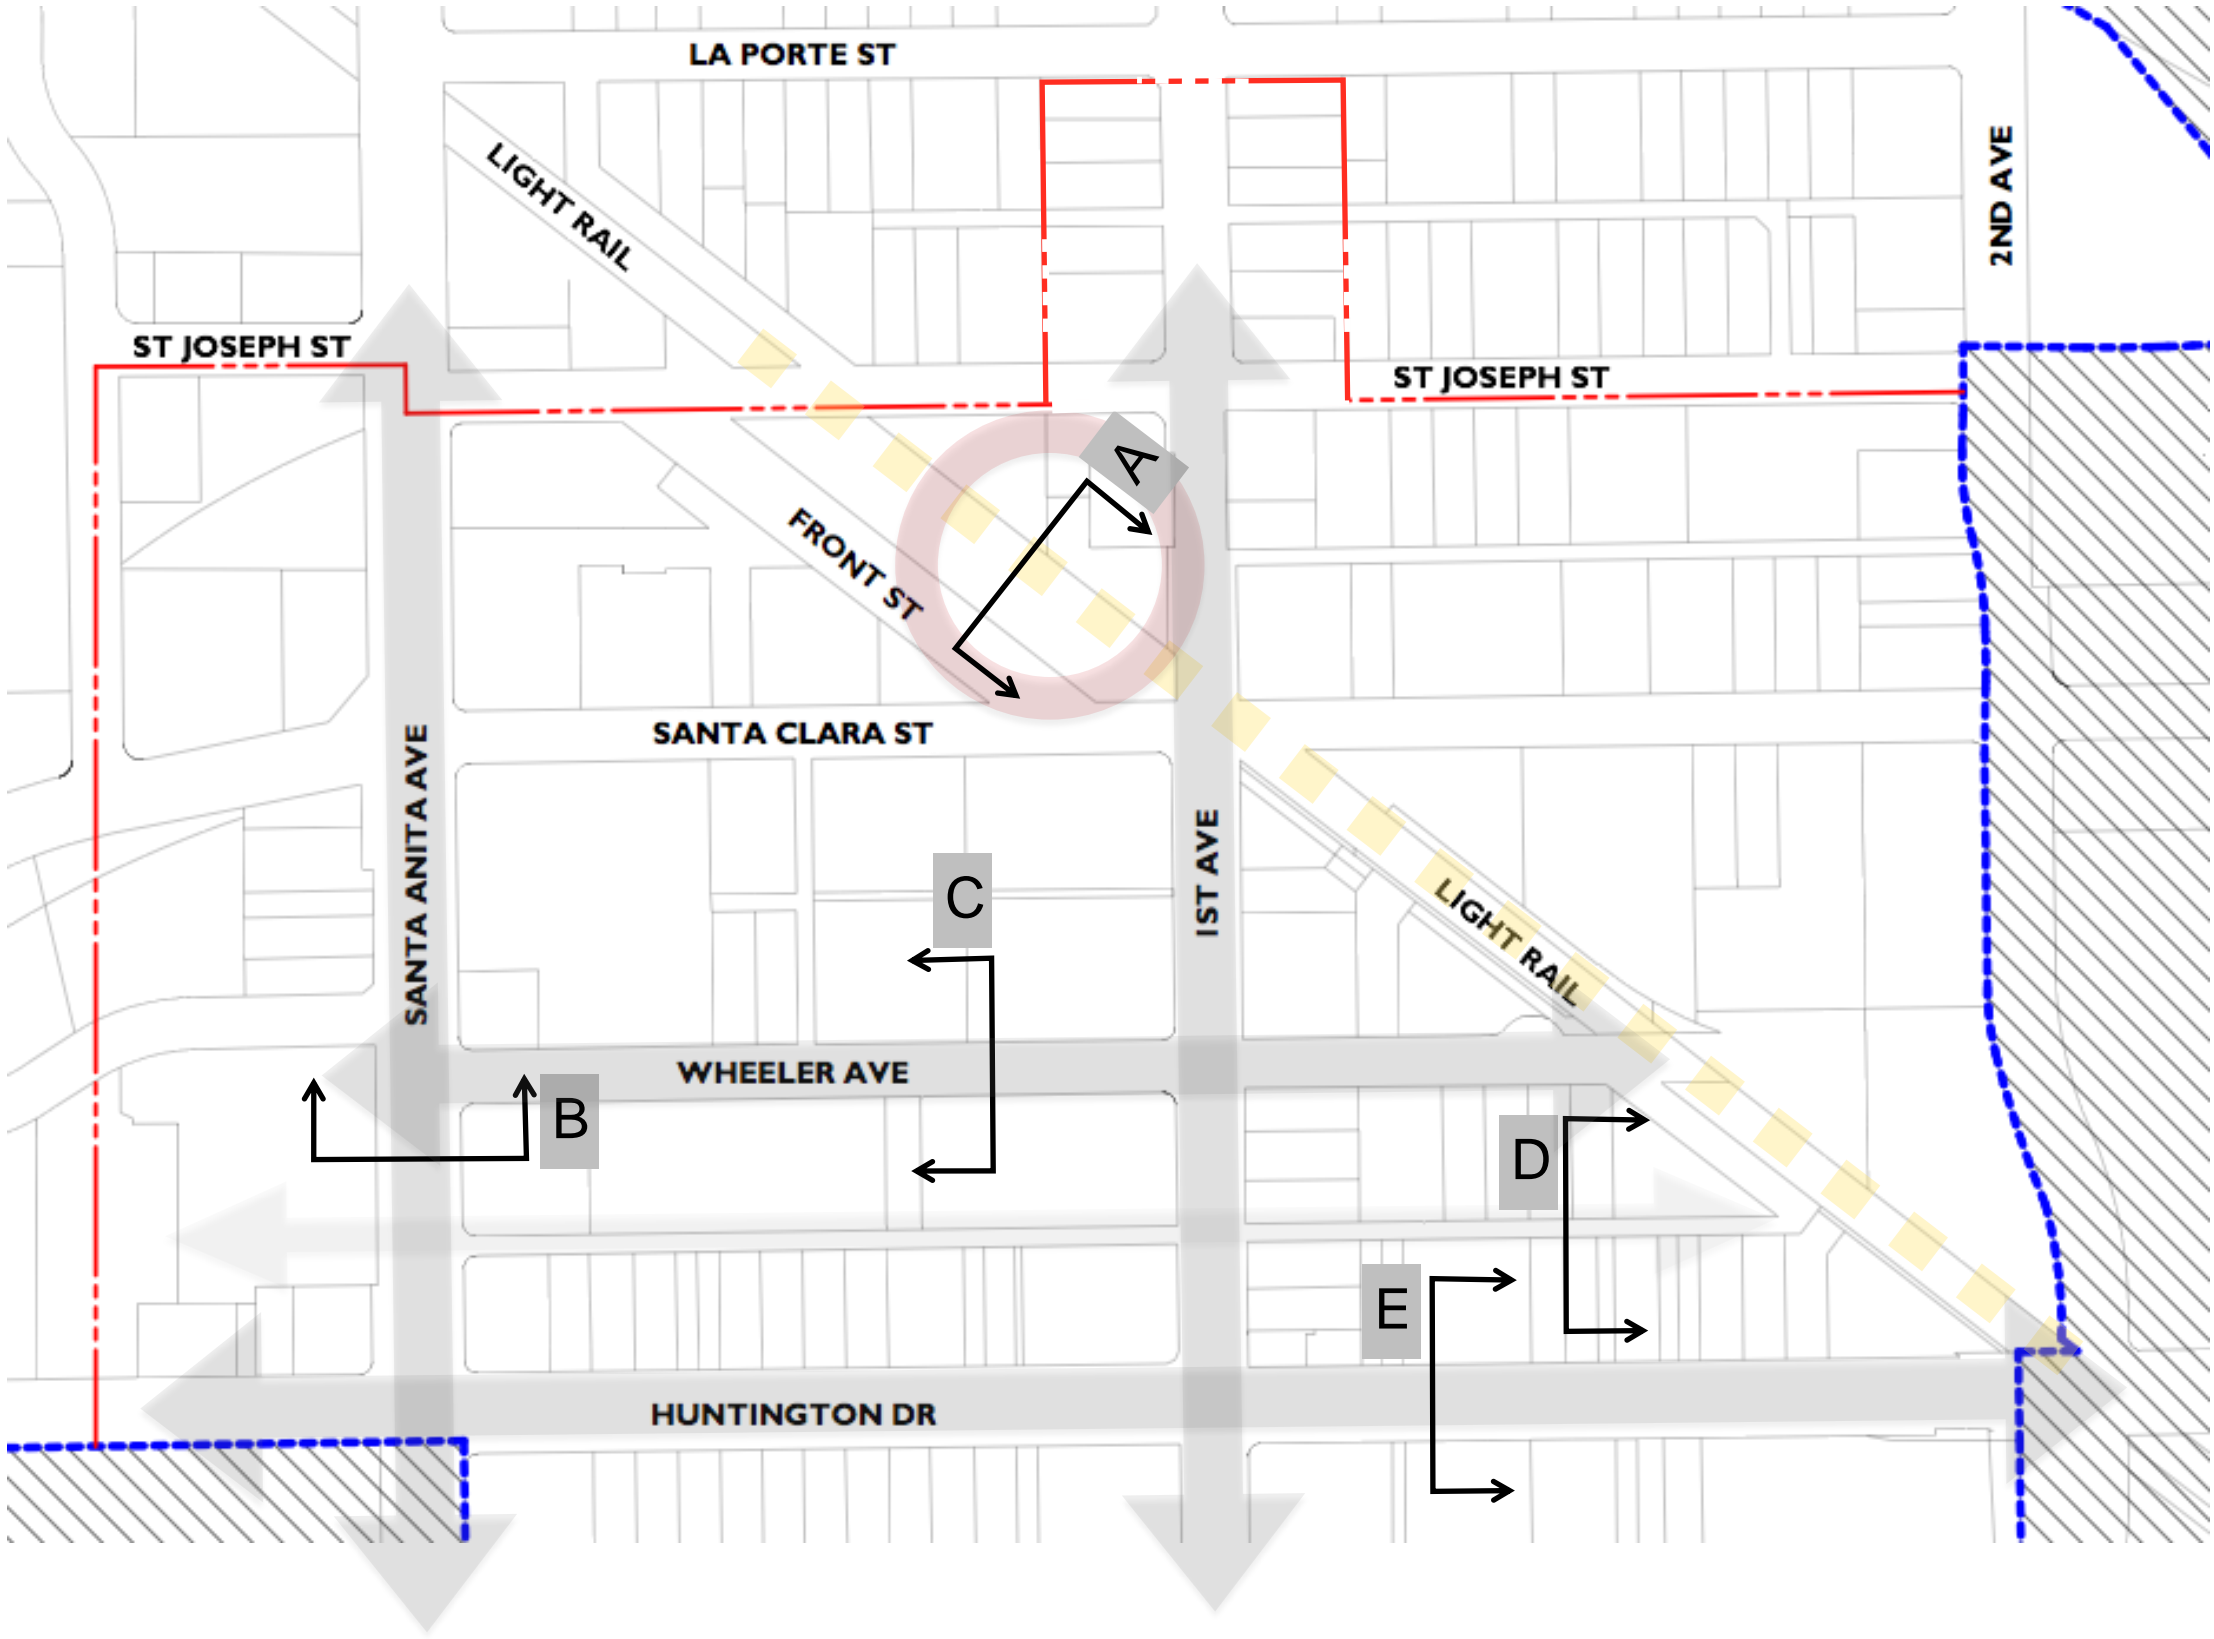 LA PORTE ST
2ND AVE
LIGHT RAIL
ST JOSEPH ST
ST JOSEPH ST
A
FRONT ST
SANTA CLARA ST
SANTA ANITA AVE
1ST AVE
C
LIGHT RAIL
WHEELER AVE
B
D
E
HUNTINGTON DR